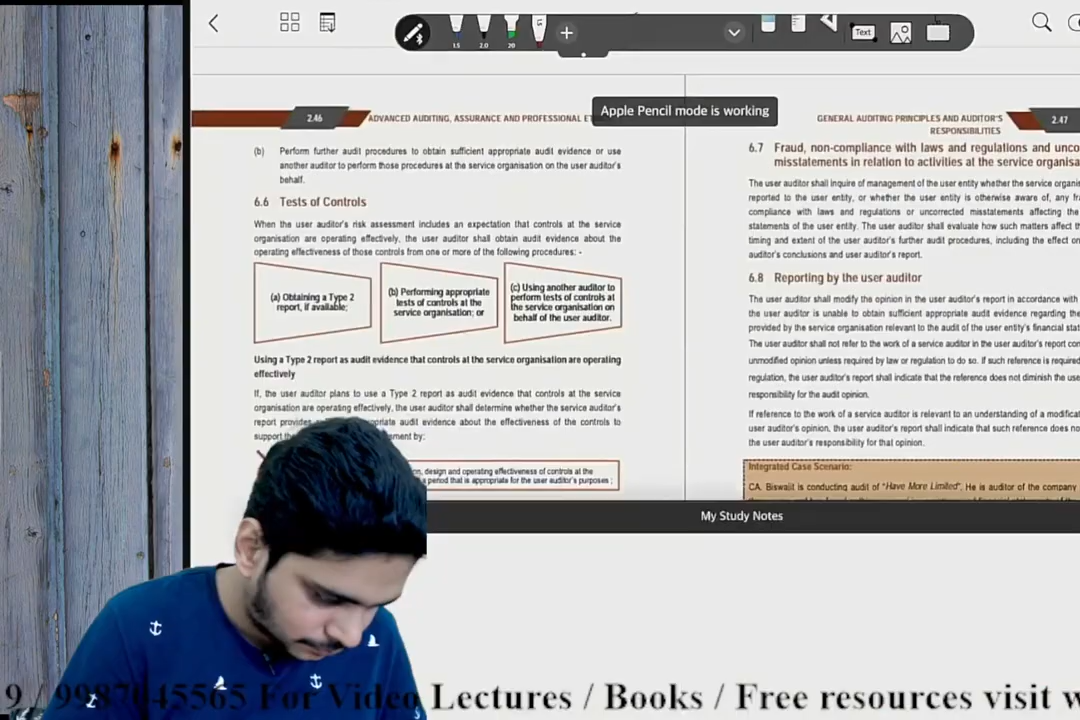 1.5
2.0
20
Text
Apple Pencil mode is working
2.46
ADVANCED AUDITING, ASSURANCE AND PROFESSIONAL
(b) Perform further audit procedures to obtain sufficient appropriate audit evidence or use
another auditor to perform those procedures at the service organisation on the user auditor's
behalf.
6.6 Tests of Controls
When the user auditor's risk assessment includes an expectation that controls at the service
organisation are operating effectively, the user auditor shall obtain audit evidence about the
operating effectiveness of those controls from one or more of the following procedures: -
(a) Obtaining a Type 2
report, if available;
(b) Performing appropriate
tests of controls at the
service organisation; or
(c) Using another auditor to
perform tests of controls at
the service organisation on
behalf of the user auditor.
Using a Type 2 report as audit evidence that controls at the service organisation are operating
effectively
If, the user auditor plans to use a Type 2 report as audit evidence that controls at the service
organisation are operating effectively, the user auditor shall determine whether the service auditor's
report provides audit evidence about the effectiveness of the controls to
support by:
design and operating effectiveness of controls at the
a period that is appropriate for the user auditor's purposes ;
GENERAL AUDITING PRINCIPLES AND AUDITOR'S
RESPONSIBILITIES
2.47
6.7 Fraud, non-compliance with laws and regulations and unco
misstatements in relation to activities at the service organisa
The user auditor shall inquire of management of the user entity whether the service organis
reported to the user entity, or whether the user entity is otherwise aware of, any fra
compliance with laws and regulations or uncorrected misstatements affecting the
statements of the user entity. The user auditor shall evaluate how such matters affect t
timing and extent of the user auditor's further audit procedures, including the effect on
auditor's conclusions and user auditor's report.
6.8 Reporting by the user auditor
The user auditor shall modify the opinion in the user auditor's report in accordance with
the user auditor is unable to obtain sufficient appropriate audit evidence regarding the
provided by the service organisation relevant to the audit of the user entity's financial stat
The user auditor shall not refer to the work of a service auditor in the user auditor's report con
unmodified opinion unless required by law or regulation to do so. If such reference is required
regulation, the user auditor's report shall indicate that the reference does not diminish the use
responsibility for the audit opinion.
If reference to the work of a service auditor is relevant to an understanding of a modificat
user auditor's opinion, the user auditor's report shall indicate that such reference does no
the user auditor's responsibility for that opinion.
Integrated Case Scenario:
CA. Biswajit is conducting audit of "Have More Limited". He is auditor of the company
My Study Notes
9 / 9987045565 For Video Lectures / Books / Free resources visit w